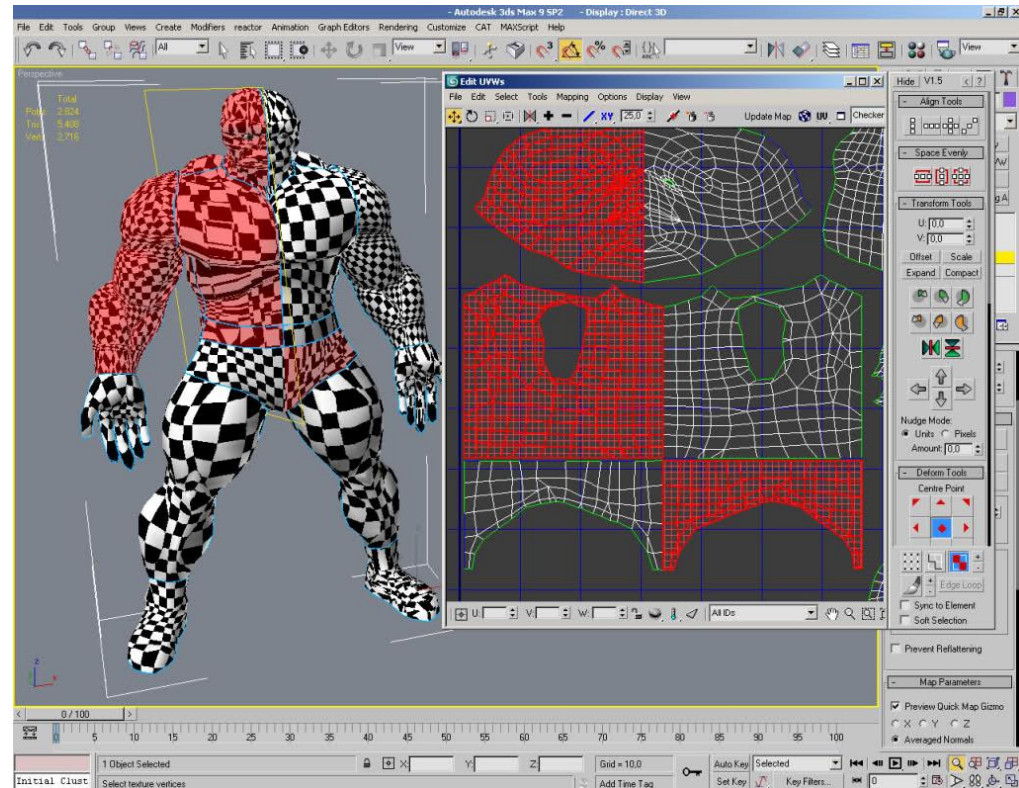 - Autodesk 3ds Max 9 SP2 - Display : Direct 3D
File Edit Tools Group Views Create Modifiers reactor Animation Graph Editors Rendering Customize CAT MAXScript Help
All View View
Perspective
Total
Polys: 2.824
Tris: 5.408
Verts: 2.716
Edit UVWs
File Edit Select Tools Mapping Options Display View
XY 25,0 Update Map UV Checker
Hide V1.5 < ?
- Align Tools
- Space Evenly
- Transform Tools
U: 0,0
V: 0,0
Offset Scale
Expand Compact
Nudge Mode:
Units Pixels
Amount: 0,0
- Deform Tools
Centre Point
Edge Loop
Sync to Element
Soft Selection
U: V: W: All IDs
Prevent Reflattening
- Map Parameters
Preview Quick Map Gizmo
X Y Z
Averaged Normals
< 0 / 100 >
0 5 10 15 20 25 30 35 40 45 50 55 60 65 70 75 80 85 90 95 100
1 Object Selected X: Y: Z: Grid = 10,0 Auto Key Selected
Initial Clust Select texture vertices Add Time Tag Set Key Key Filters... 0